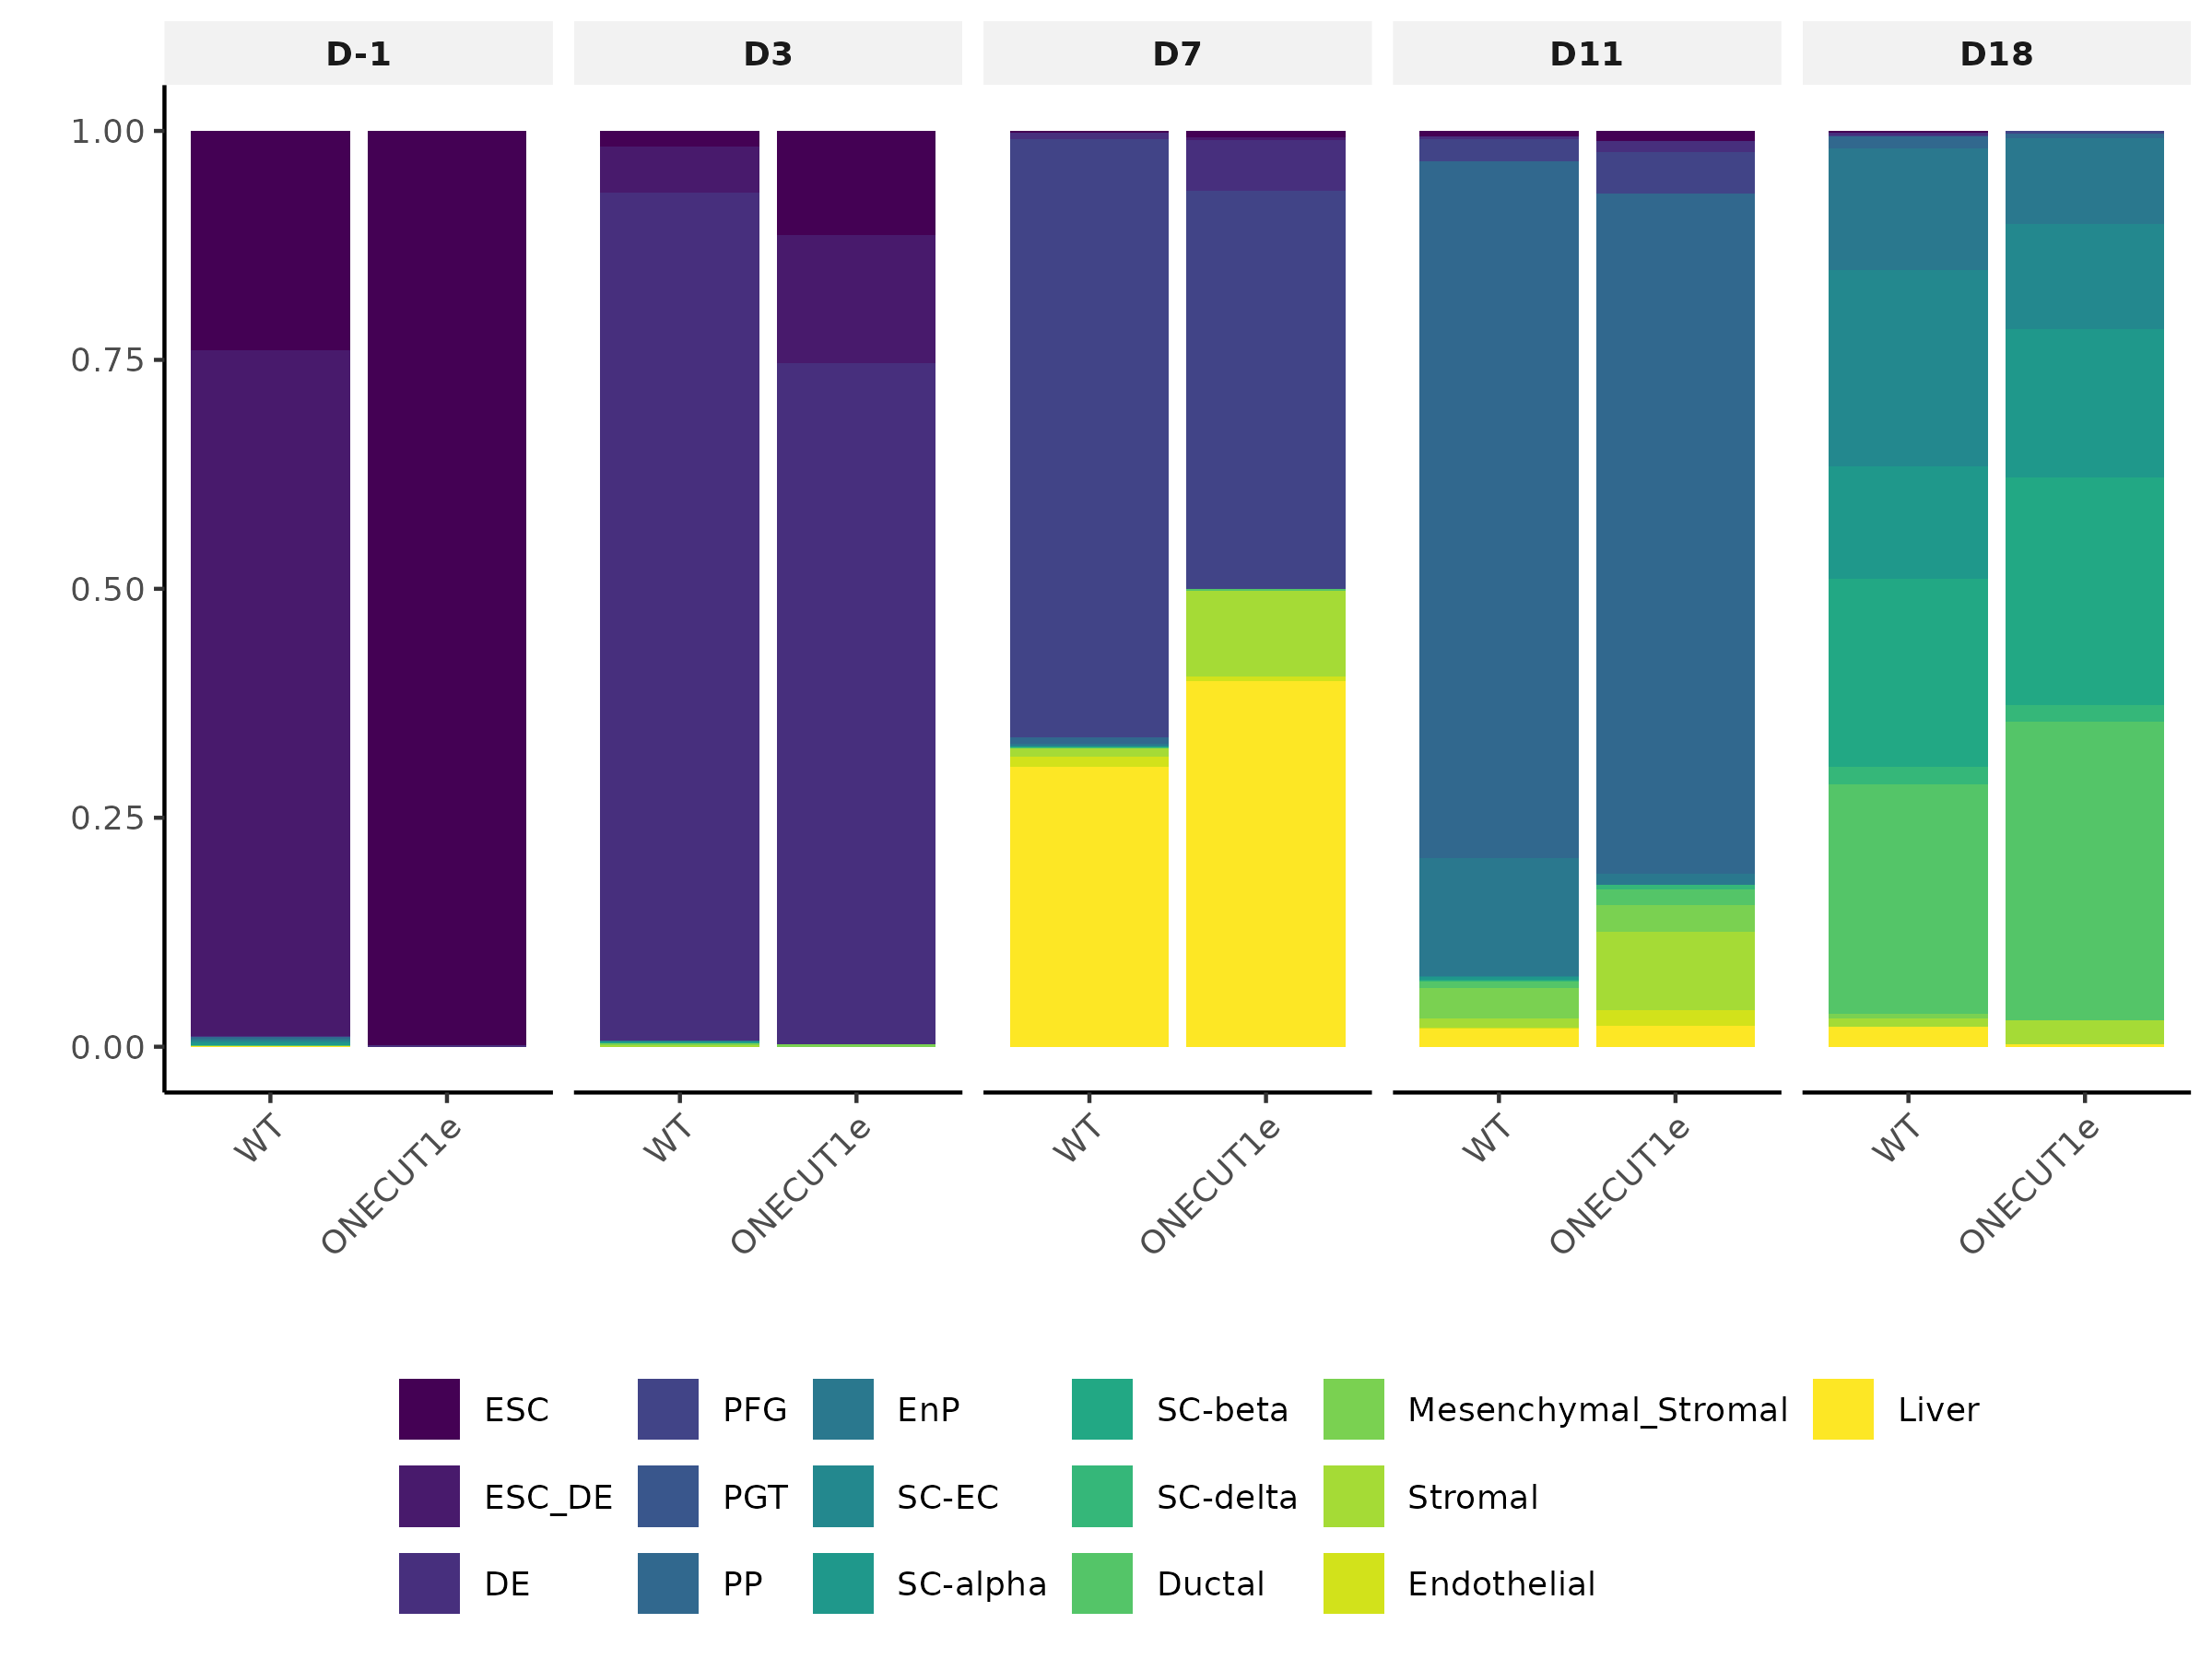 D-1 D3 D7 D11 D18
1.00
0.75
0.50
0.25
0.00
WT ONECUT1e WT ONECUT1e WT ONECUT1e WT ONECUT1e WT ONECUT1e
ESC PFG EnP SC-beta Mesenchymal_Stromal Liver
ESC_DE PGT SC-EC SC-delta Stromal
DE PP SC-alpha Ductal Endothelial